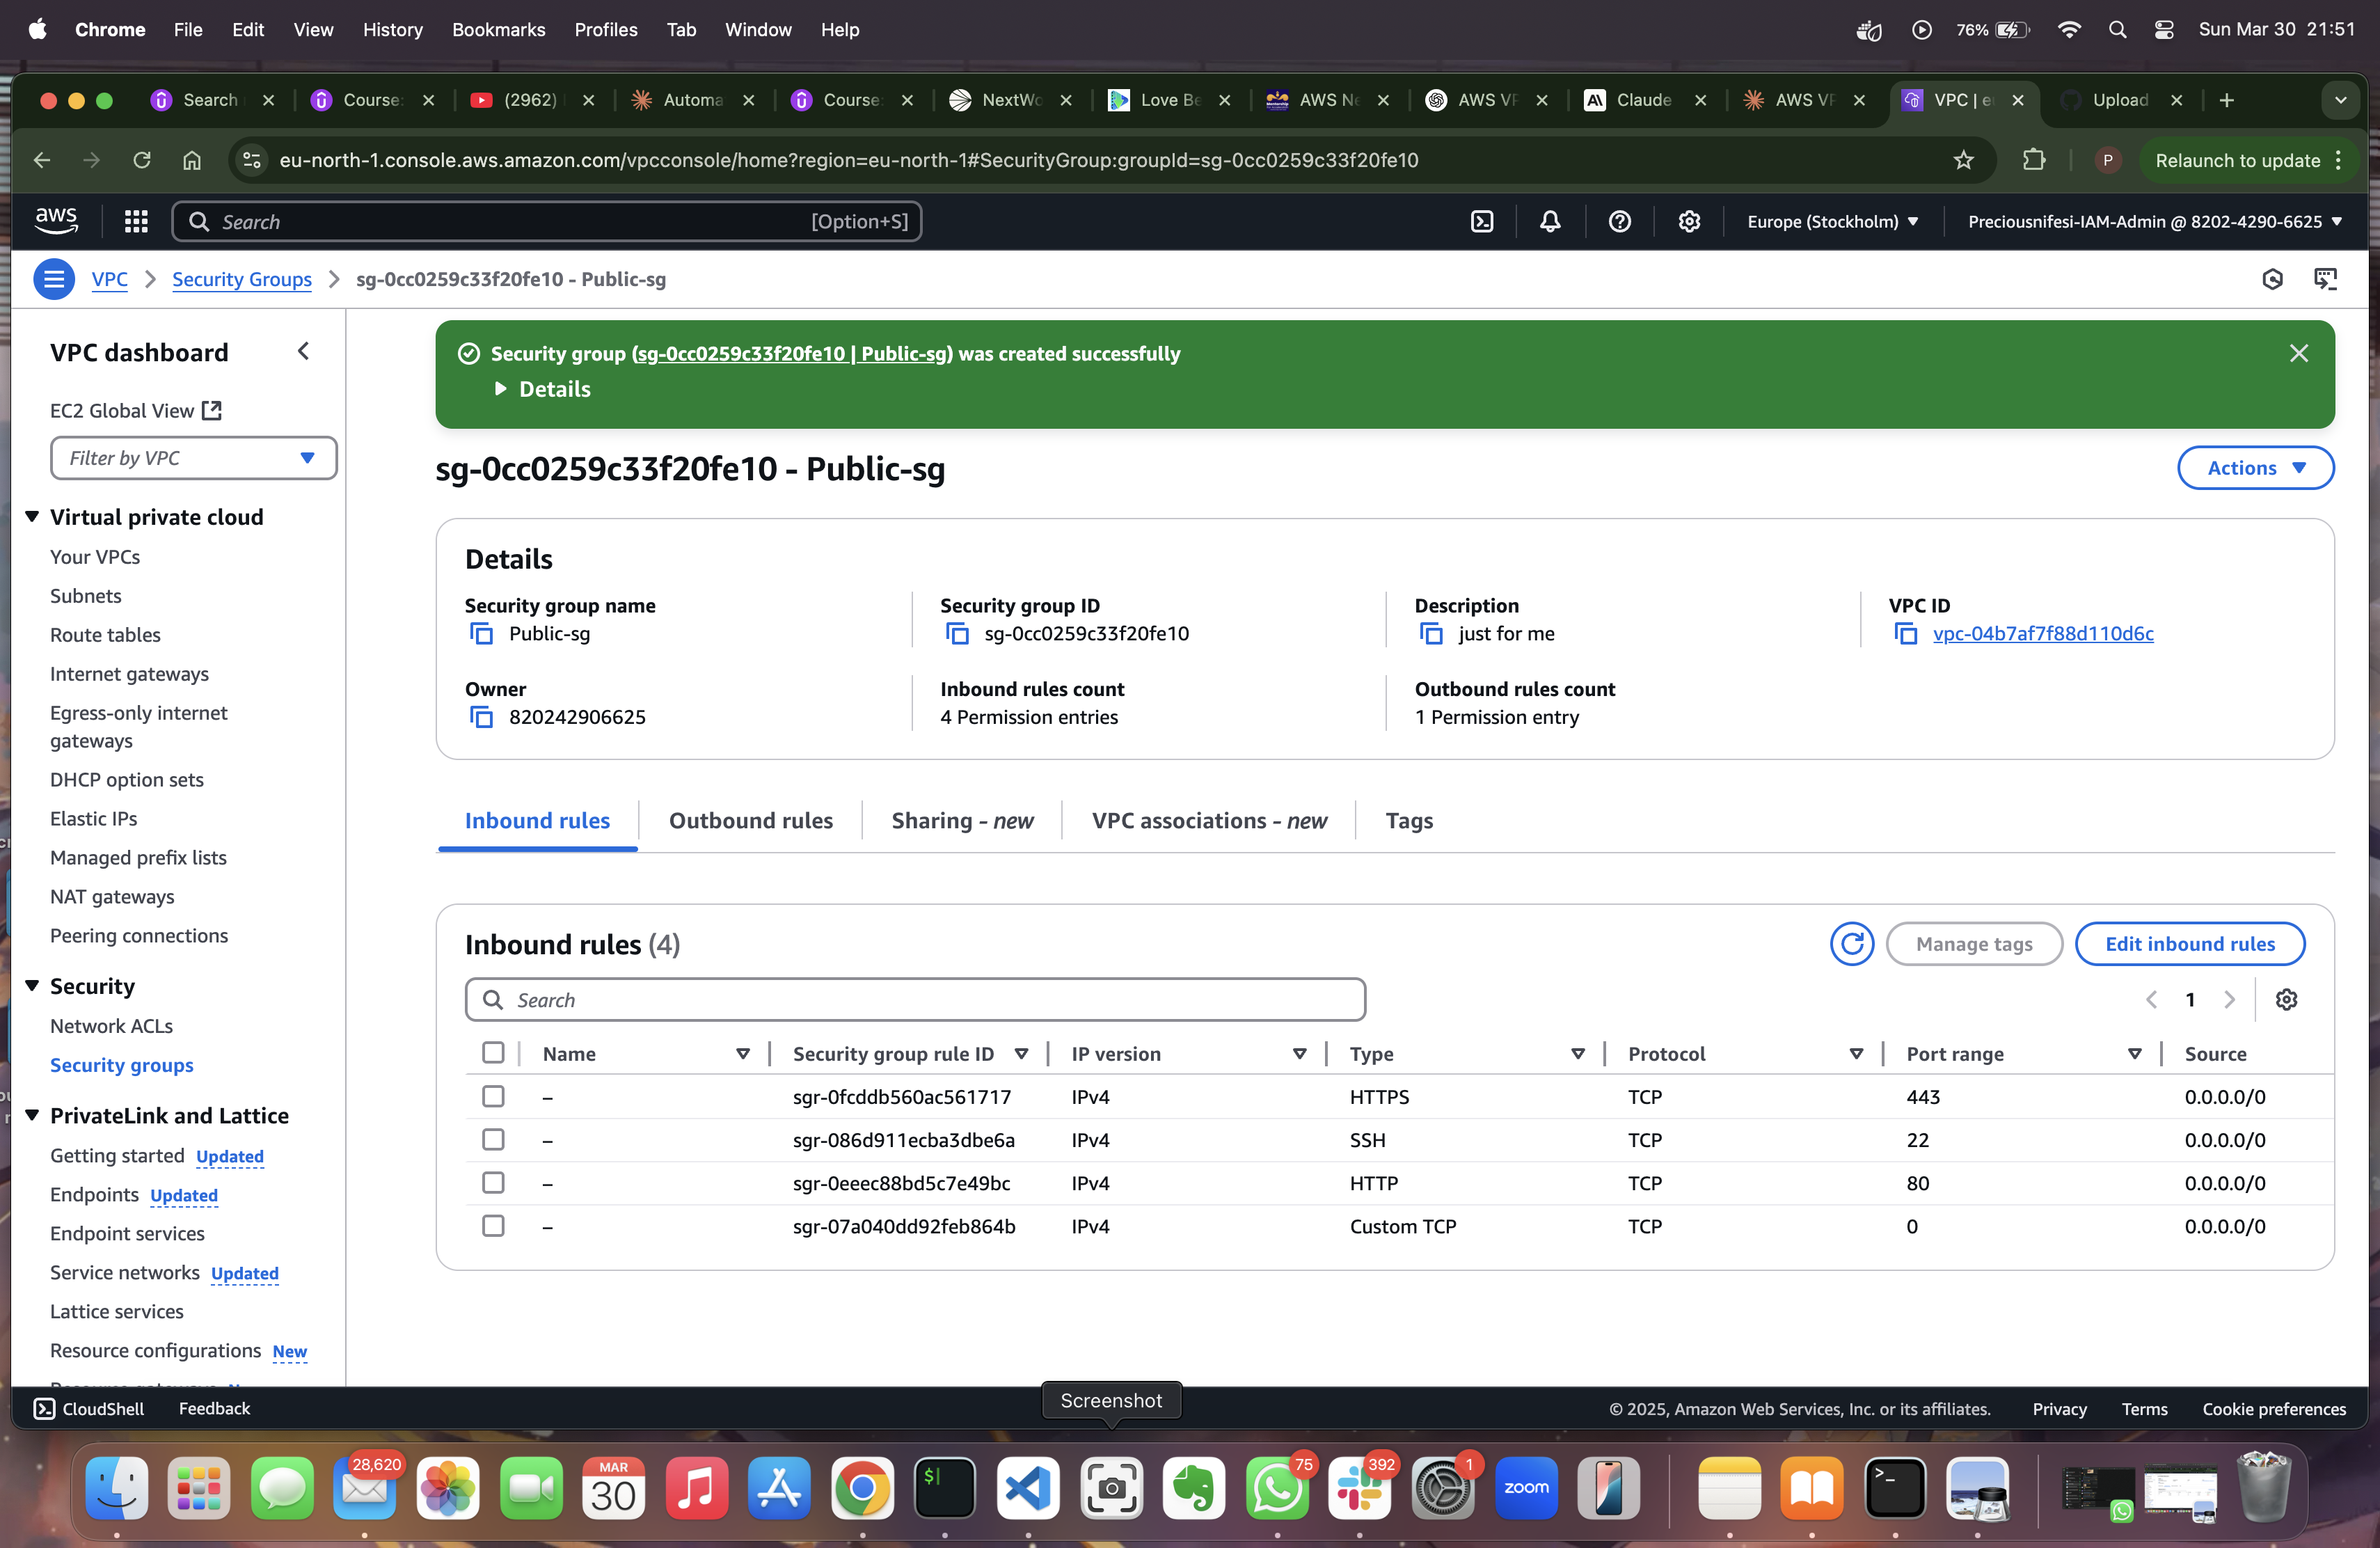 Chrome File Edit View History Bookmarks Profiles Tab Window Help 76% Sun Mar 30 21:51
Search Course: (2962) Automa Course: NextWo Love Be AWS Ne AWS VP Claude AWS VP VPC | e Upload
eu-north-1.console.aws.amazon.com/vpcconsole/home?region=eu-north-1#SecurityGroup:groupId=sg-0cc0259c33f20fe10 P Relaunch to update
aws Search [Option+S] Europe (Stockholm) Preciousnifesi-IAM-Admin @ 8202-4290-6625
VPC Security Groups sg-0cc0259c33f20fe10 - Public-sg
VPC dashboard
EC2 Global View
Filter by VPC
Virtual private cloud
Your VPCs
Subnets
Route tables
Internet gateways
Egress-only internet
gateways
DHCP option sets
Elastic IPs
Managed prefix lists
NAT gateways
Peering connections
Security
Network ACLs
Security groups
PrivateLink and Lattice
Getting started Updated
Endpoints Updated
Endpoint services
Service networks Updated
Lattice services
Resource configurations New
Security group (sg-0cc0259c33f20fe10 | Public-sg) was created successfully
Details
sg-0cc0259c33f20fe10 - Public-sg
Actions
Details
Security group name
Public-sg
Security group ID
sg-0cc0259c33f20fe10
Description
just for me
VPC ID
vpc-04b7af7f88d110d6c
Owner
820242906625
Inbound rules count
4 Permission entries
Outbound rules count
1 Permission entry
Inbound rules Outbound rules Sharing - new VPC associations - new Tags
Inbound rules (4)
Manage tags Edit inbound rules
Search
1
Name Security group rule ID IP version Type Protocol Port range Source
– sgr-0fcddb560ac561717 IPv4 HTTPS TCP 443 0.0.0.0/0
– sgr-086d911ecba3dbe6a IPv4 SSH TCP 22 0.0.0.0/0
– sgr-0eeec88bd5c7e49bc IPv4 HTTP TCP 80 0.0.0.0/0
– sgr-07a040dd92feb864b IPv4 Custom TCP TCP 0 0.0.0.0/0
CloudShell Feedback © 2025, Amazon Web Services, Inc. or its affiliates. Privacy Terms Cookie preferences
Screenshot
28,620 MAR 75 392 1
30 zoom